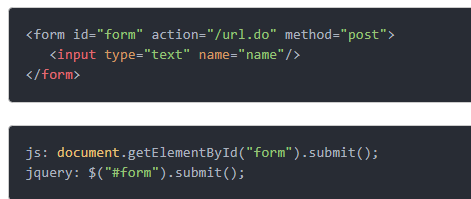 <form id="form" action="/url.do" method="post">
<input type="text" name="name"/>
</form>
js: document.getElementById("form").submit();
jquery: $("#form").submit();